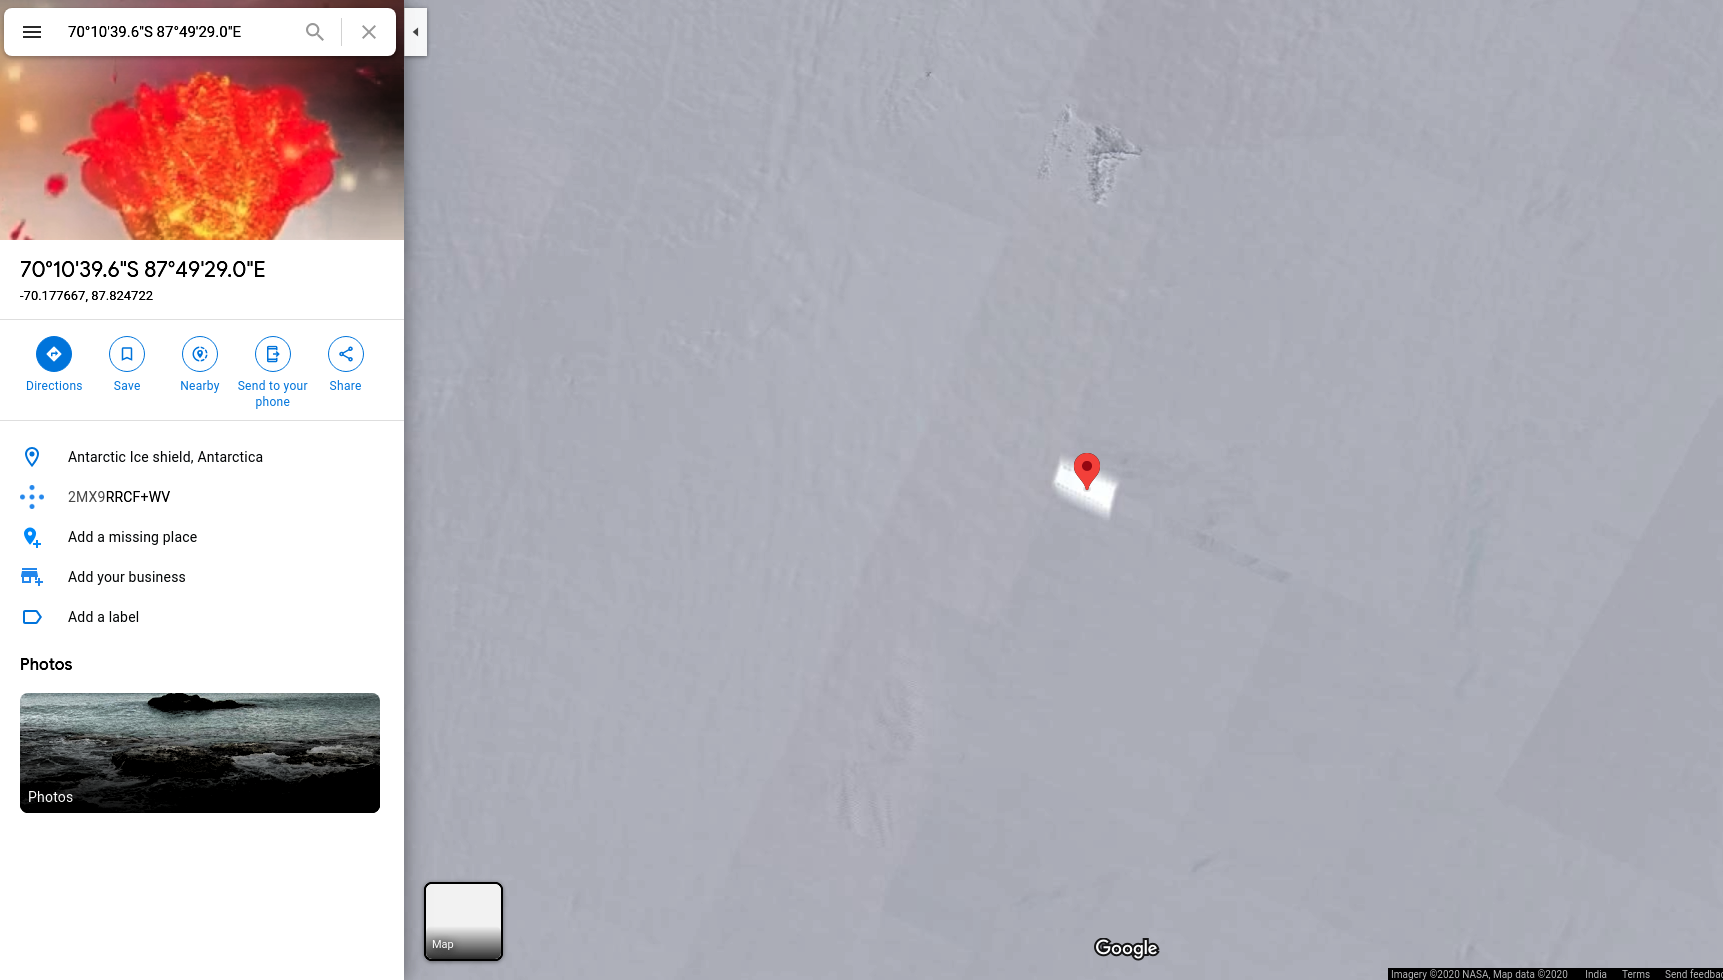 70°10'39.6"S 87°49'29.0"E
70°10'39.6"S 87°49'29.0"E
-70.177667, 87.824722
Directions
Save
Nearby
Send to your
phone
Share
Antarctic Ice shield, Antarctica
2MX9RRCF+WV
Add a missing place
Add your business
Add a label
Photos
Photos
Map
Google
Imagery ©2020 NASA, Map data ©2020 India Terms Send feedbac